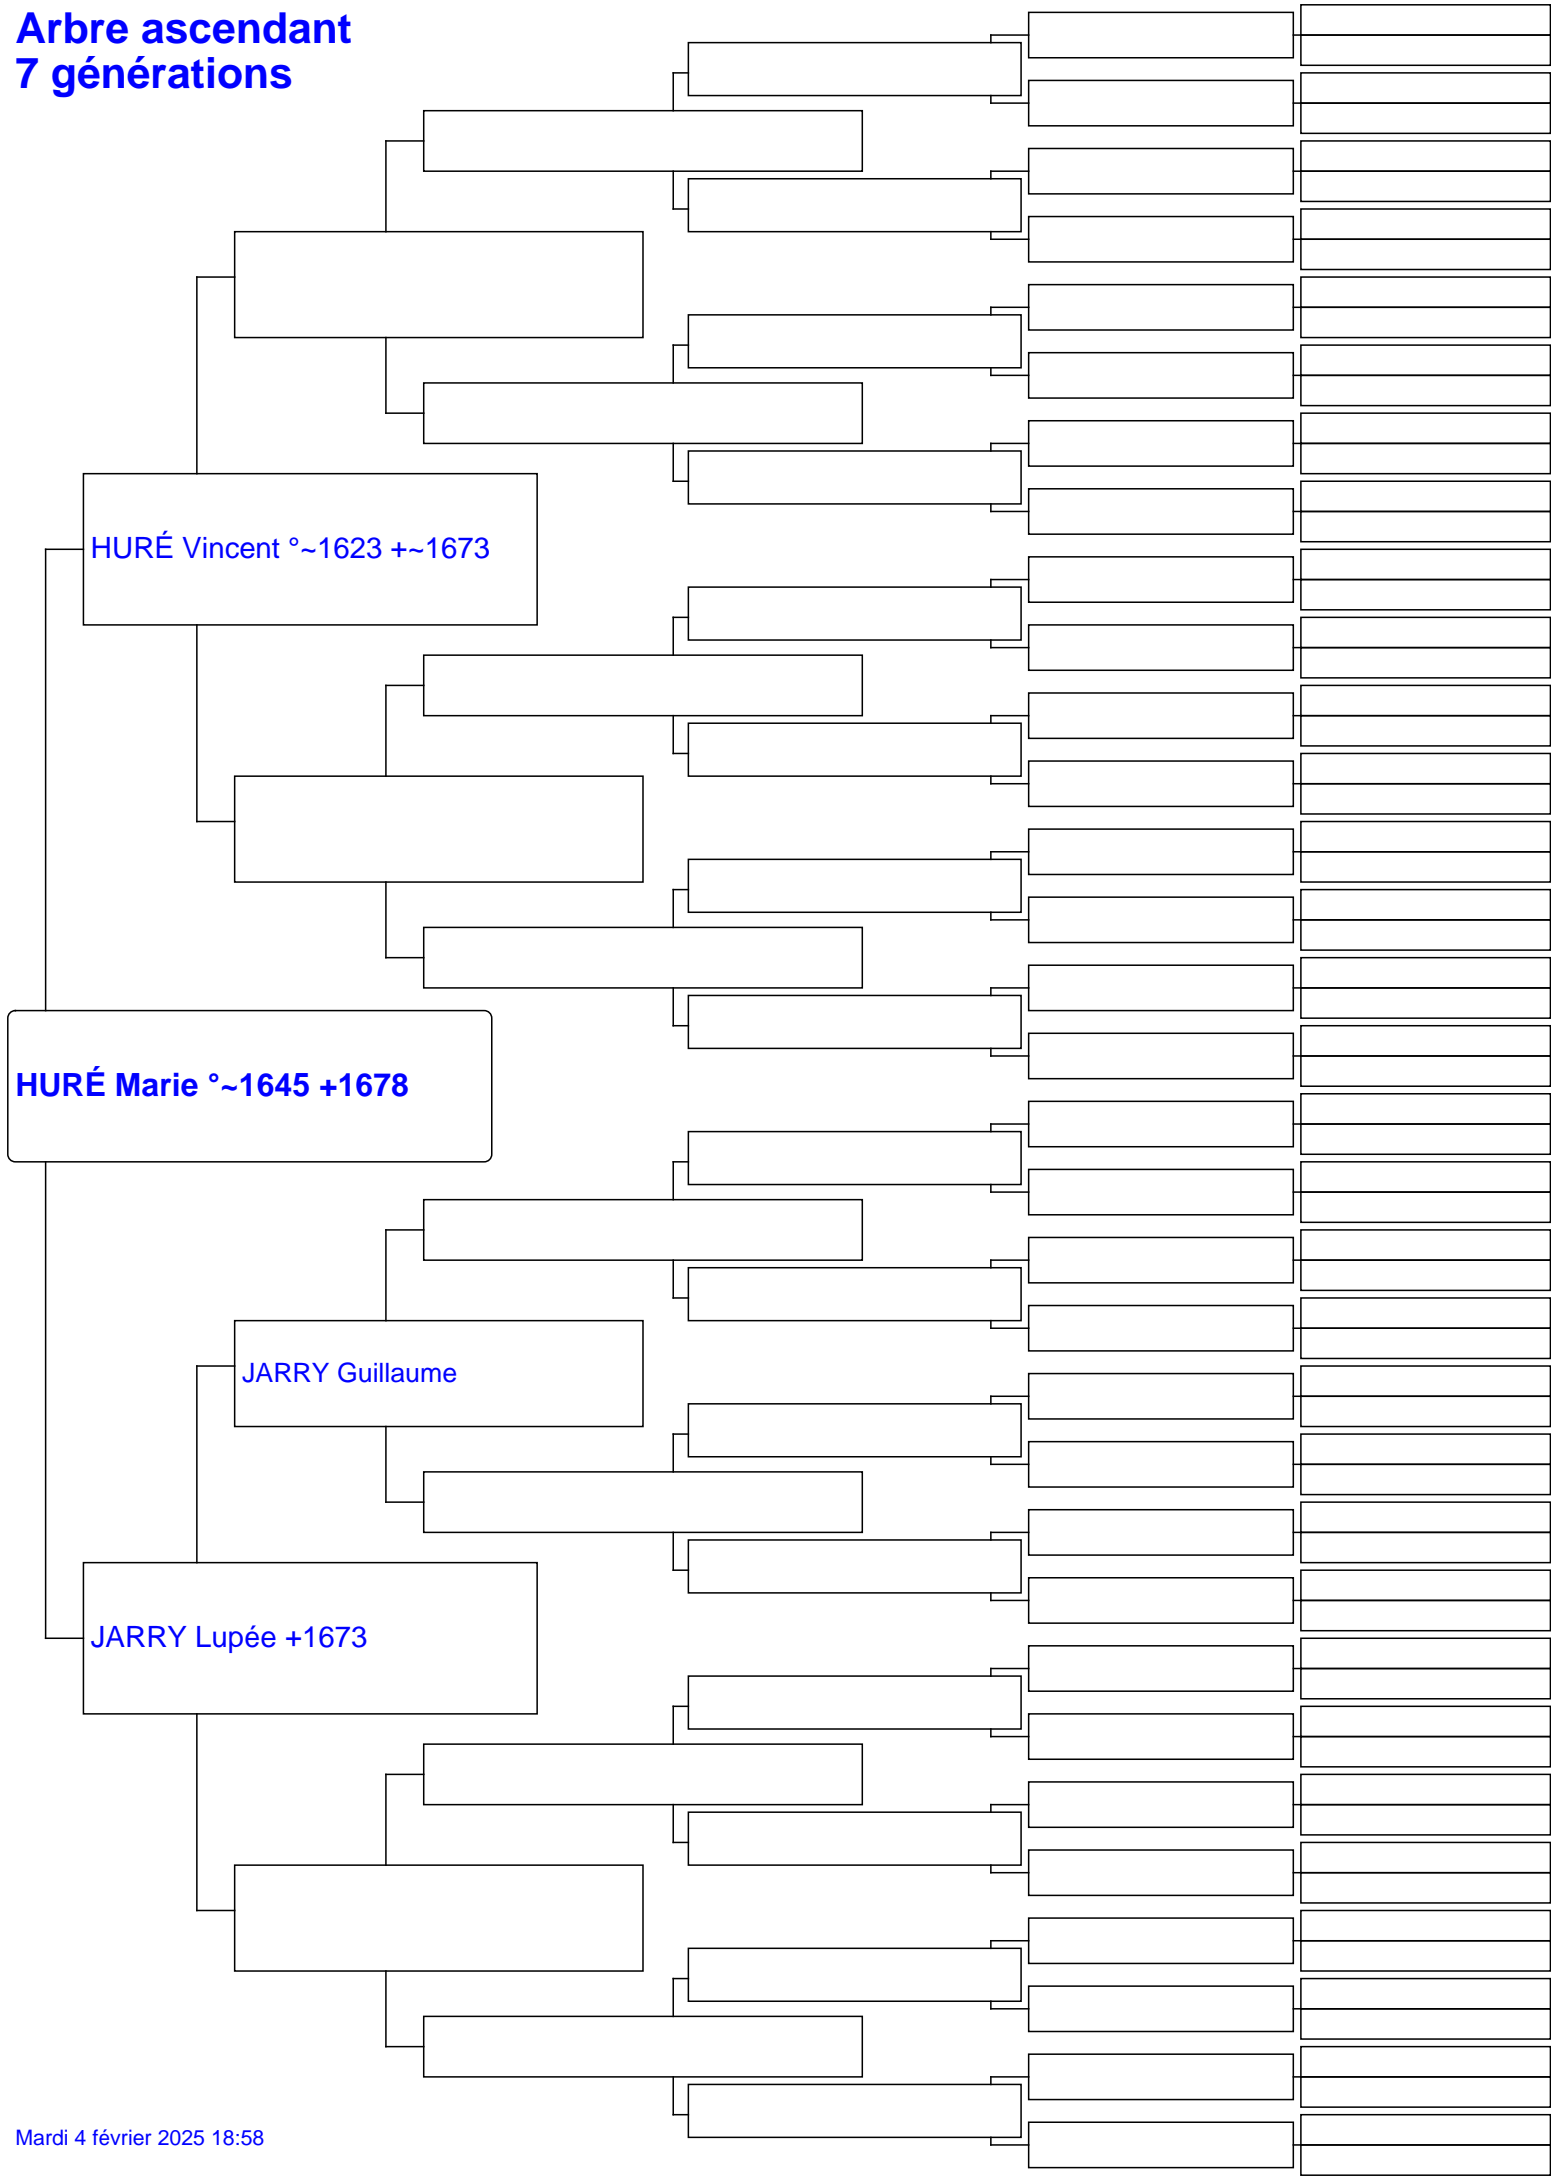 Arbre ascendant
7 générations
HURÉ Vincent °~1623 +~1673
HURÉ Marie °~1645 +1678
JARRY Guillaume
JARRY Lupée +1673
Mardi 4 février 2025 18:58